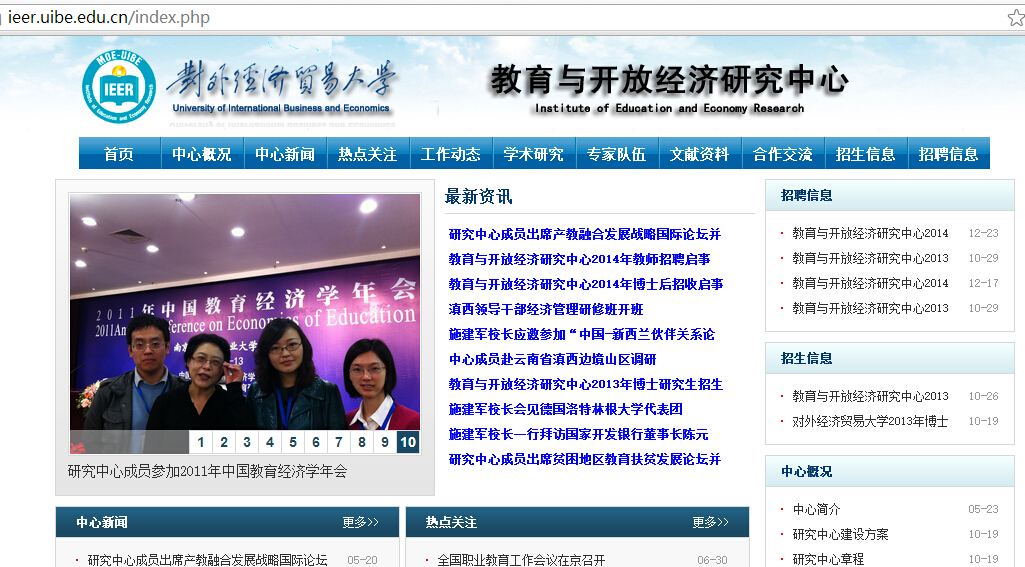 ieer.uibe.edu.cn/index.php
MOE-UIBE
IEER
Institute of Education and Economy Research
对外经济贸易大学
University of International Business and Economics
教育与开放经济研究中心
Institute of Education and Economy Research
首页 中心概况 中心新闻 热点关注 工作动态 学术研究 专家队伍 文献资料 合作交流 招生信息 招聘信息
2011年中国教育经济学年会
2011 An ference on Economics of Education
南京 业大学
-13
1 2 3 4 5 6 7 8 9 10
研究中心成员参加2011年中国教育经济学年会
最新资讯
研究中心成员出席产教融合发展战略国际论坛并
教育与开放经济研究中心2014年教师招聘启事
教育与开放经济研究中心2014年博士后招收启事
滇西领导干部经济管理研修班开班
施建军校长应邀参加“中国-新西兰伙伴关系论
中心成员赴云南省滇西边境山区调研
教育与开放经济研究中心2013年博士研究生招生
施建军校长会见德国洛特林根大学代表团
施建军校长一行拜访国家开发银行董事长陈元
研究中心成员出席贫困地区教育扶贫发展论坛并
招聘信息
教育与开放经济研究中心2014 12-23
教育与开放经济研究中心2013 10-29
教育与开放经济研究中心2014 12-17
教育与开放经济研究中心2013 10-29
招生信息
教育与开放经济研究中心2013 10-26
对外经济贸易大学2013年博士 10-19
中心概况
中心简介 05-23
研究中心建设方案 10-19
研究中心章程 10-19
中心新闻 更多>>
研究中心成员出席产教融合发展战略国际论坛 05-20
热点关注 更多>>
全国职业教育工作会议在京召开 06-30